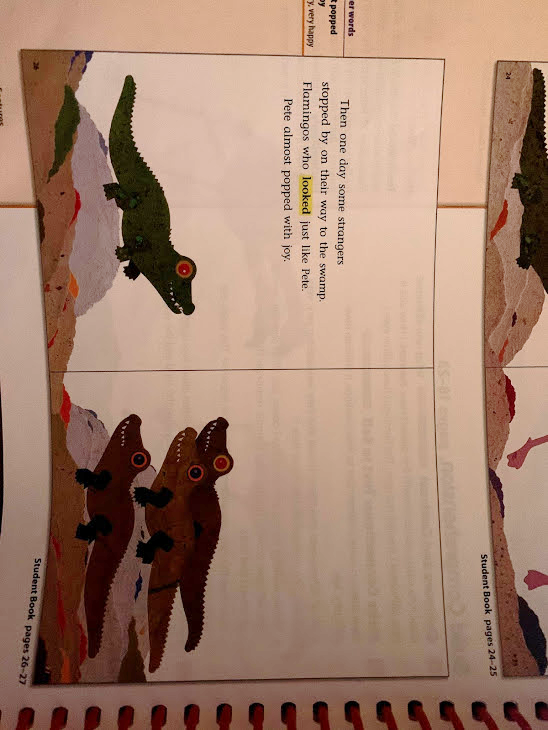 er words
t popped
y, very happy
Then one day some strangers
stopped by on their way to the swamp.
Flamingos who looked just like Pete.
Pete almost popped with joy.
26
24
Student Book pages 26–27
Student Book pages 24–25